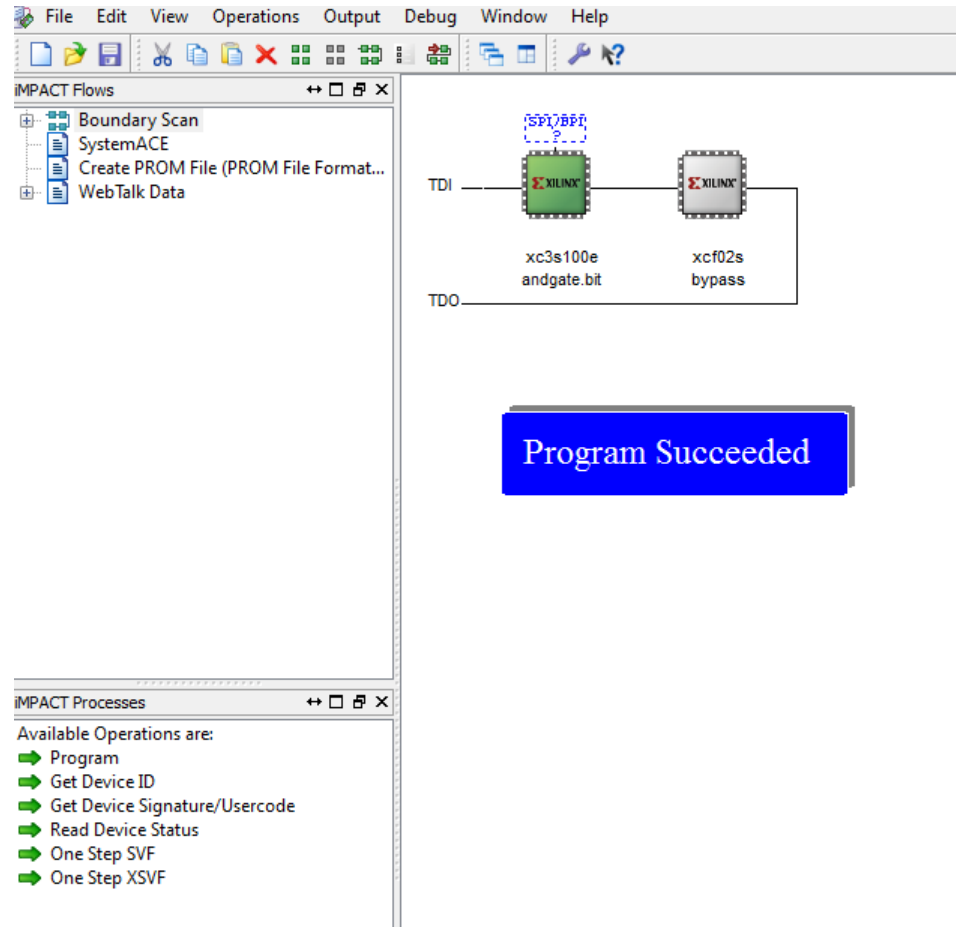 File Edit View Operations Output Debug Window Help
iMPACT Flows
Boundary Scan
SystemACE
Create PROM File (PROM File Format...
WebTalk Data
SPI/BPI
?
TDI
XILINX
XILINX
xc3s100e
andgate.bit
xcf02s
bypass
TDO
Program Succeeded
iMPACT Processes
Available Operations are:
Program
Get Device ID
Get Device Signature/Usercode
Read Device Status
One Step SVF
One Step XSVF